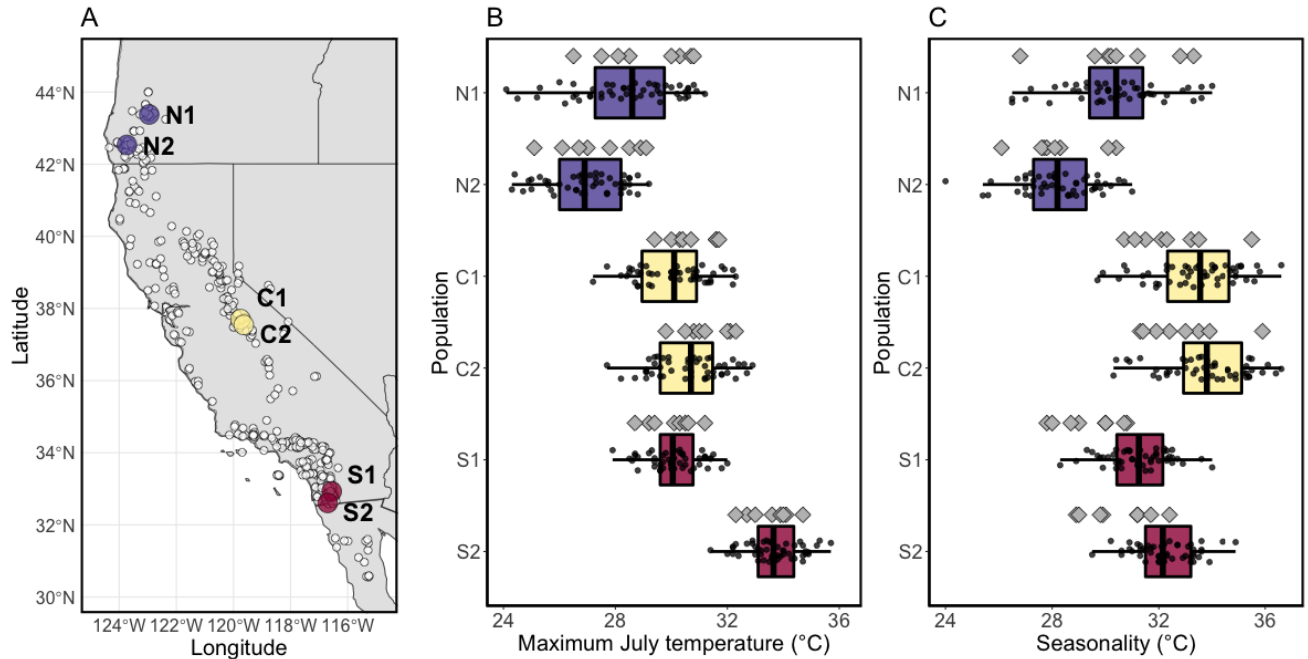 A
44°N
42°N
40°N
38°N
36°N
34°N
32°N
30°N
Latitude
N1
N2
C1
C2
S1
S2
124°W 122°W 120°W 118°W 116°W
Longitude
B
Population
N1
N2
C1
C2
S1
S2
24 28 32 36
Maximum July temperature (°C)
C
Population
N1
N2
C1
C2
S1
S2
24 28 32 36
Seasonality (°C)